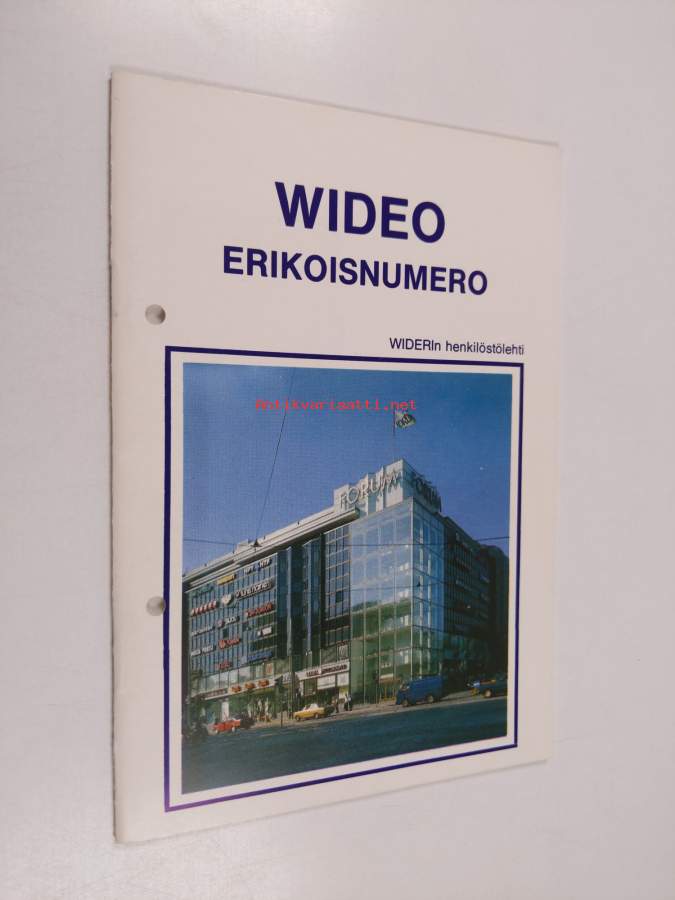 WIDEO
ERIKOISNUMERO
WIDERIn henkilöstölehti
Antikvariaatti.net
FORUM